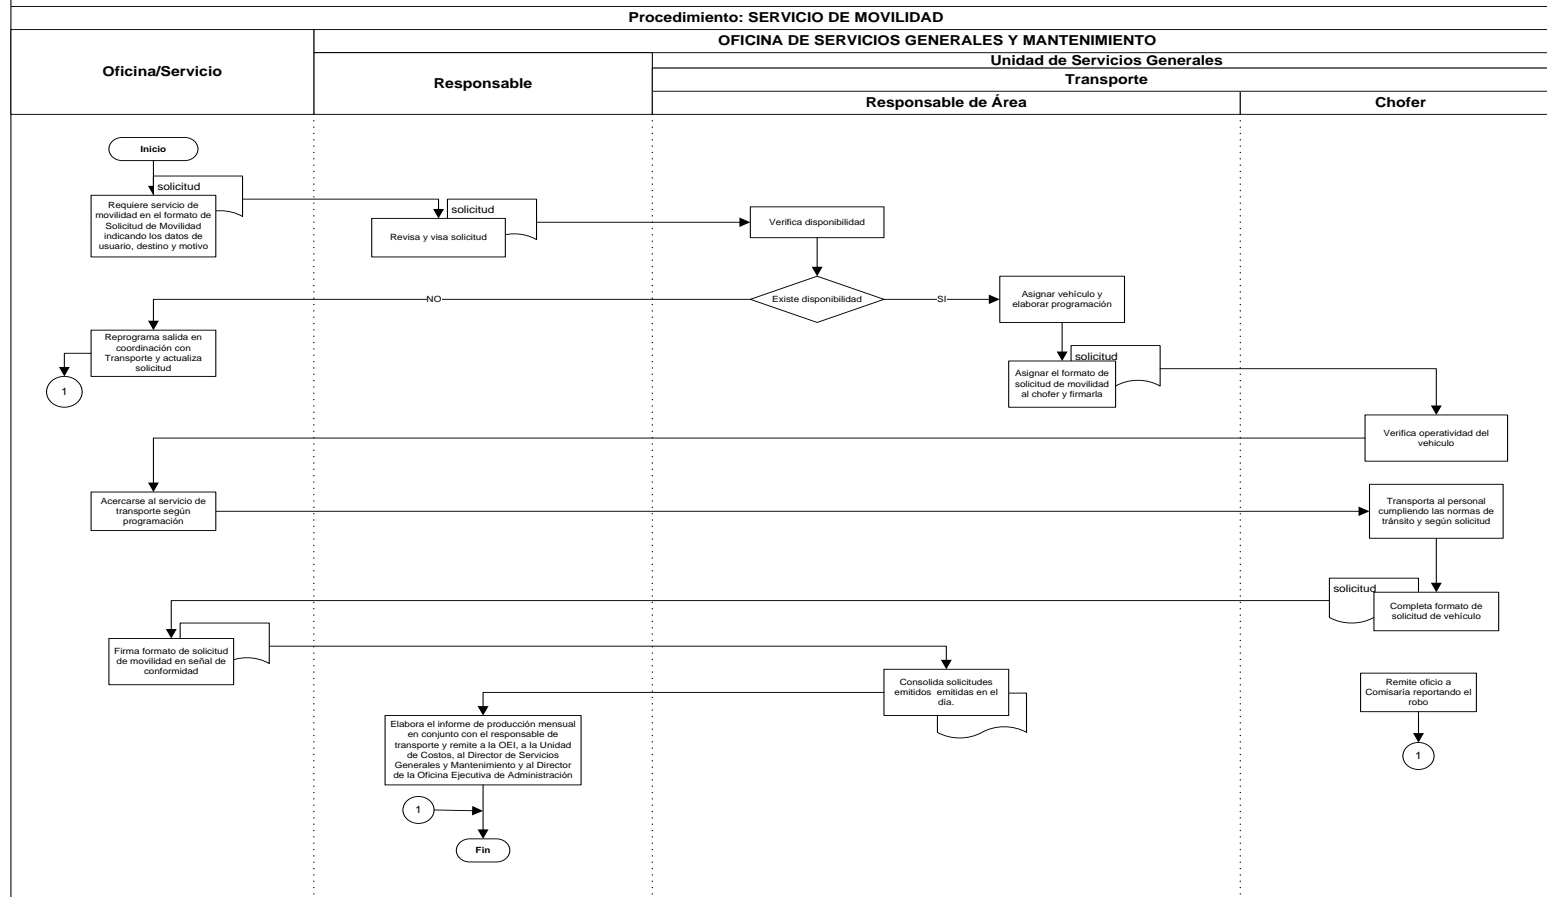 Procedimiento: SERVICIO DE MOVILIDAD
OFICINA DE SERVICIOS GENERALES Y MANTENIMIENTO
Oficina/Servicio
Responsable
Unidad de Servicios Generales
Transporte
Responsable de Área
Chofer
Inicio
solicitud
Requiere servicio de
movilidad en el formato de
Solicitud de Movilidad
indicando los datos de
usuario, destino y motivo
solicitud
Revisa y visa solicitud
Verifica disponibilidad
Existe disponibilidad
NO
SI
Asignar vehículo y
elaborar programación
Reprograma salida en
coordinación con
Transporte y actualiza
solicitud
1
solicitud
Asignar el formato de
solicitud de movilidad
al chofer y firmarla
Verifica operatividad del
vehiculo
Acercarse al servicio de
transporte según
programación
Transporta al personal
cumpliendo las normas de
tránsito y según solicitud
solicitud
Completa formato de
solicitud de vehículo
Firma formato de solicitud
de movilidad en señal de
conformidad
Consolida solicitudes
emitidos emitidas en el
día.
Remite oficio a
Comisaría reportando el
robo
1
Elabora el informe de producción mensual
en conjunto con el responsable de
transporte y remite a la OEI, a la Unidad
de Costos, al Director de Servicios
Generales y Mantenimiento y al Director
de la Oficina Ejecutiva de Administración
1
Fin